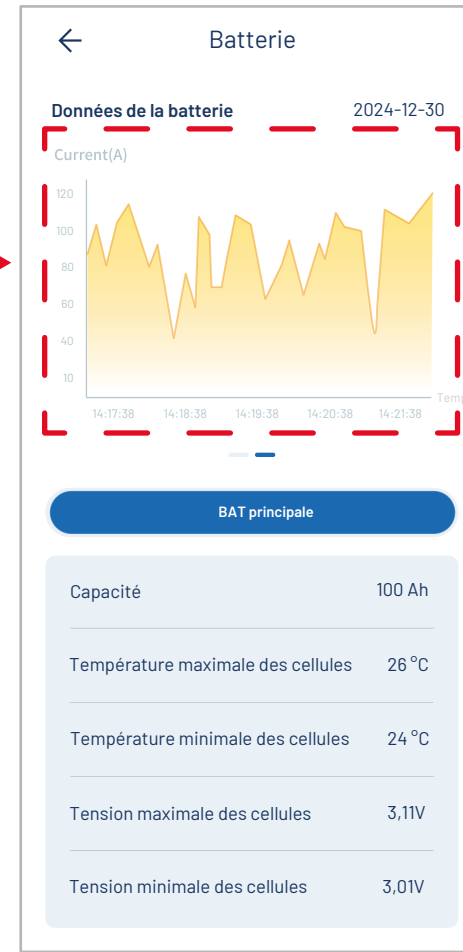 Batterie
Données de la batterie 2024-12-30
Current(A)
120
100
80
60
40
10
Temp
14:17:38 14:18:38 14:19:38 14:20:38 14:21:38
BAT principale
Capacité 100 Ah
Température maximale des cellules 26 °C
Température minimale des cellules 24 °C
Tension maximale des cellules 3,11V
Tension minimale des cellules 3,01V